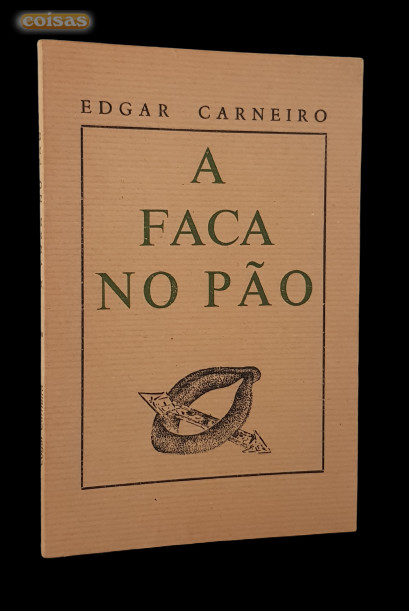 coisas
EDGAR CARNEIRO
A
FACA
NO PÃO